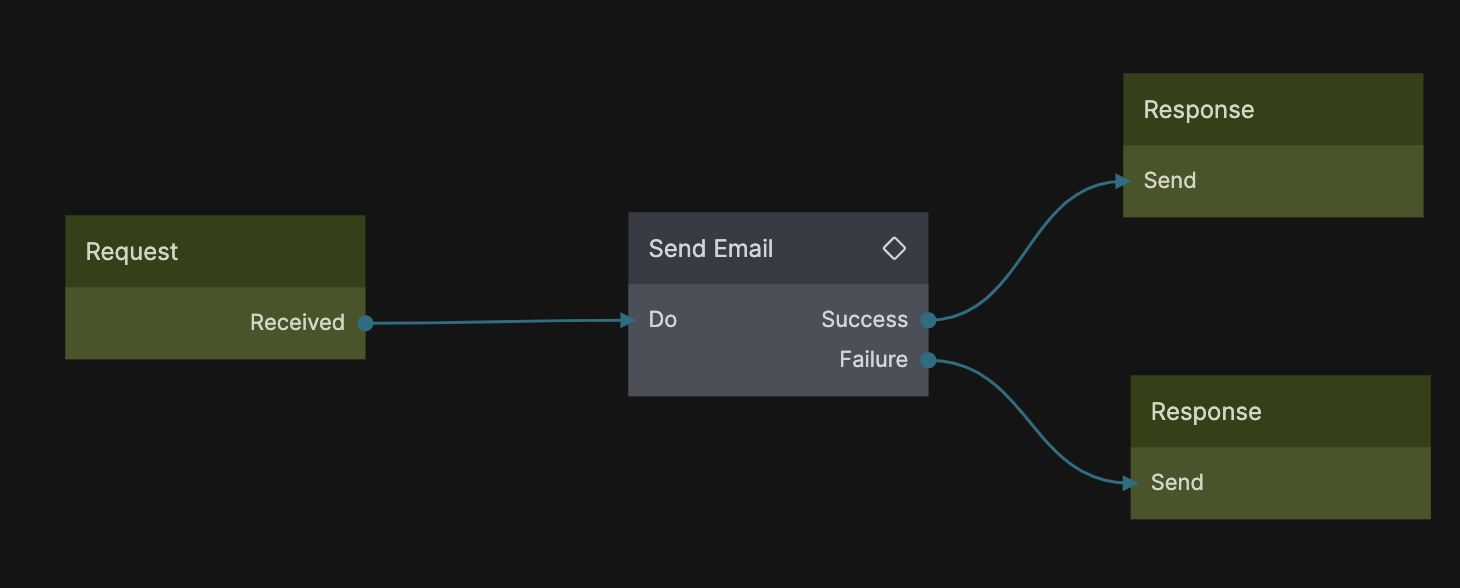 Request
Received
Send Email
Do
Success
Failure
Response
Send
Response
Send